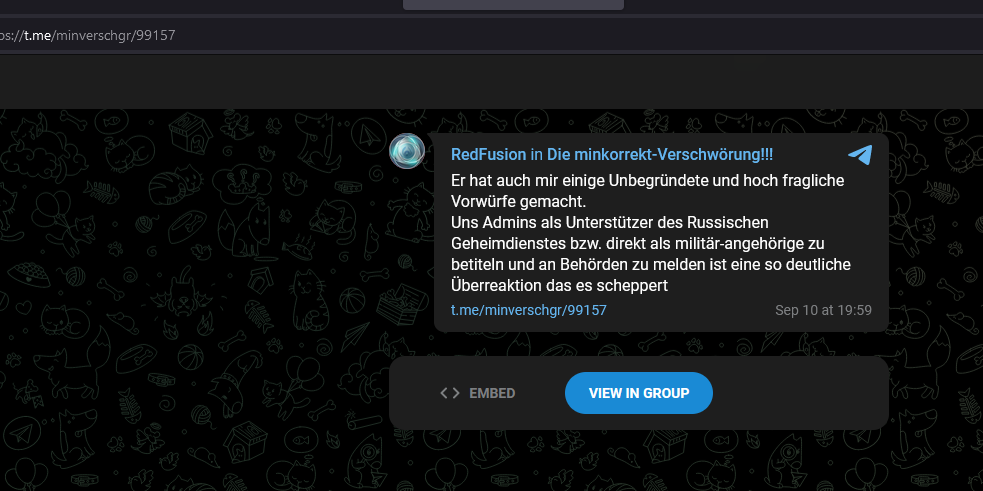 ps://t.me/minverschgr/99157
RedFusion in Die minkorrekt-Verschwörung!!!
Er hat auch mir einige Unbegründete und hoch fragliche
Vorwürfe gemacht.
Uns Admins als Unterstützer des Russischen
Geheimdienstes bzw. direkt als militär-angehörige zu
betiteln und an Behörden zu melden ist eine so deutliche
Überreaktion das es scheppert
t.me/minverschgr/99157 Sep 10 at 19:59
<> EMBED VIEW IN GROUP